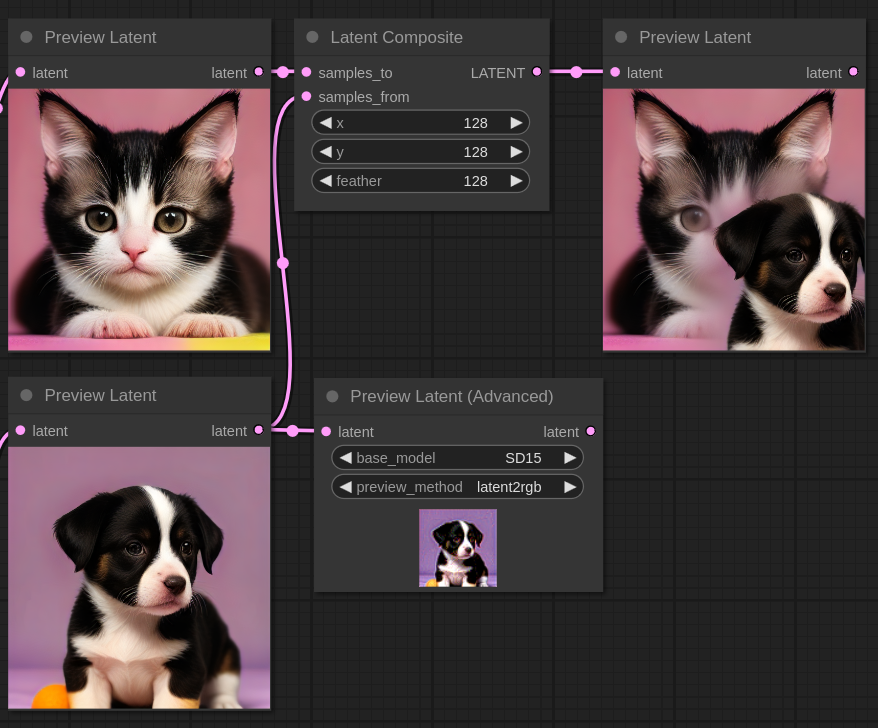 Preview Latent
latent latent
Latent Composite
samples_to LATENT
samples_from
x 128
y 128
feather 128
Preview Latent
latent latent
Preview Latent
latent latent
Preview Latent (Advanced)
latent latent
base_model SD15
preview_method latent2rgb